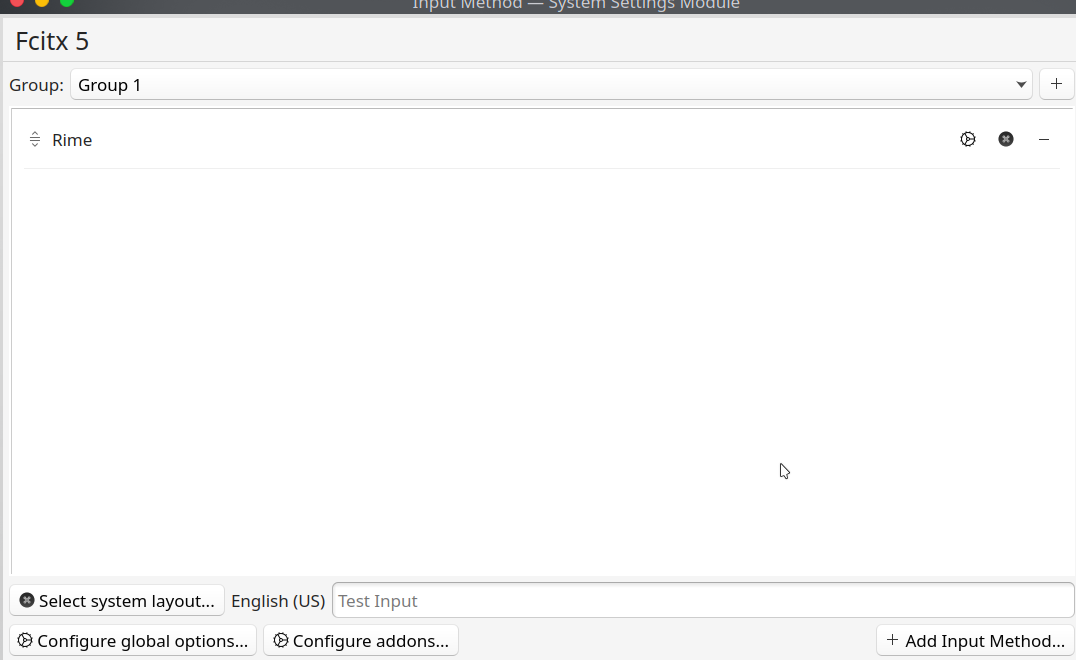 Input Method — System Settings Module
Fcitx 5
Group: Group 1
Rime
Select system layout... English (US) Test Input
Configure global options... Configure addons... Add Input Method...